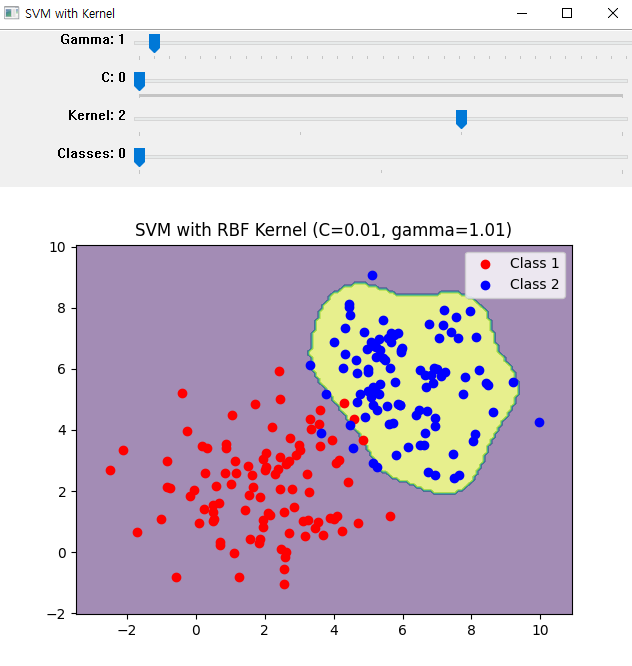 SVM with Kernel
Gamma: 1
C: 0
Kernel: 2
Classes: 0
SVM with RBF Kernel (C=0.01, gamma=1.01)
Class 1
Class 2
10
8
6
4
2
0
−2
−2 0 2 4 6 8 10